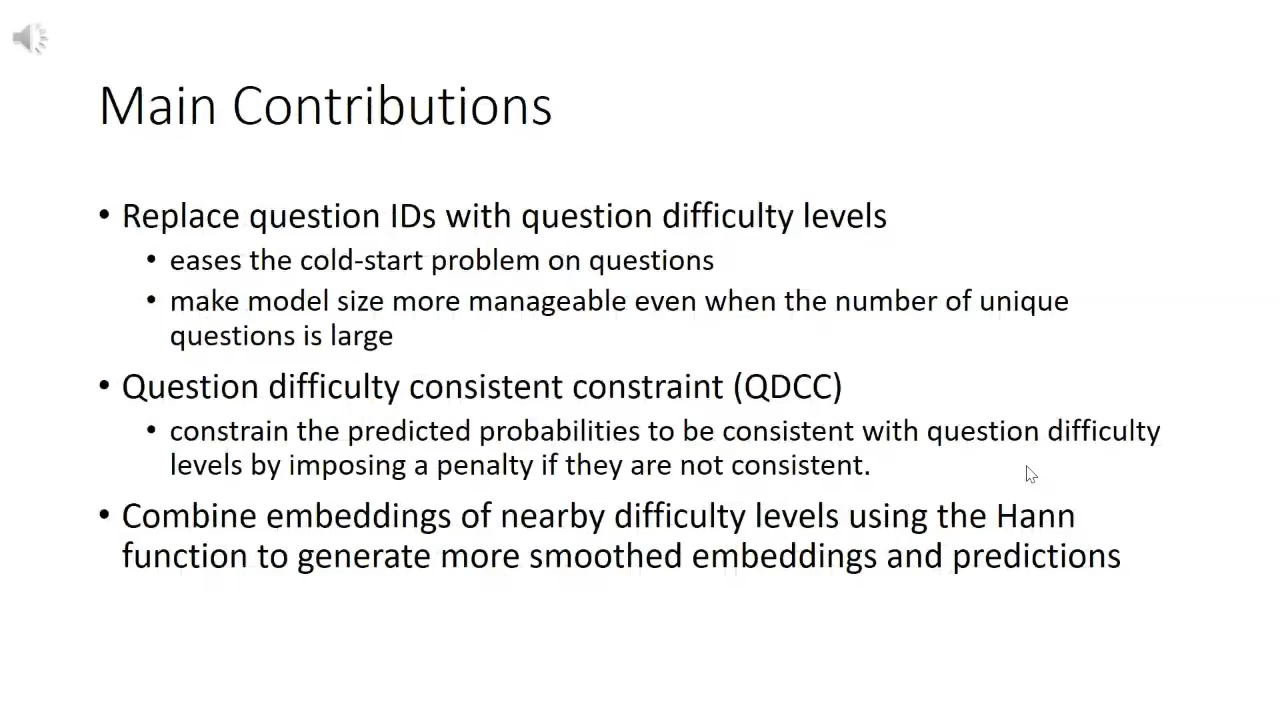 Main Contributions
• Replace question IDs with question difficulty levels
• eases the cold-start problem on questions
• make model size more manageable even when the number of unique
questions is large
• Question difficulty consistent constraint (QDCC)
• constrain the predicted probabilities to be consistent with question difficulty
levels by imposing a penalty if they are not consistent.
• Combine embeddings of nearby difficulty levels using the Hann
function to generate more smoothed embeddings and predictions